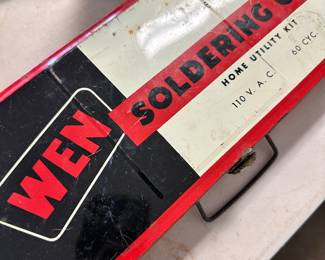 WEN
SOLDERING G
HOME UTILITY KIT
110 V. A. C.
60 CYC.